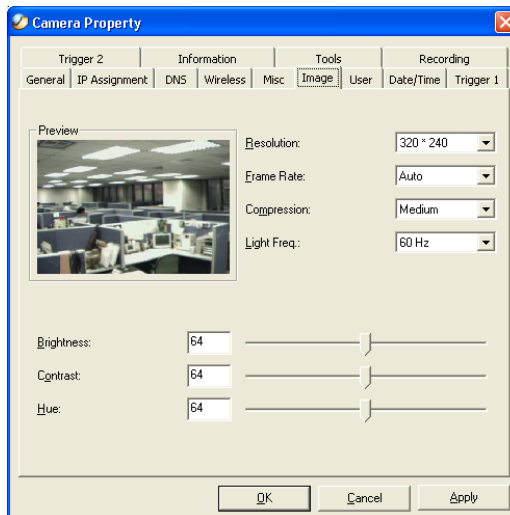 Camera Property
Trigger 2 Information Tools Recording
General IP Assignment DNS Wireless Misc Image User Date/Time Trigger 1
Preview
Resolution: 320 * 240
Frame Rate: Auto
Compression: Medium
Light Freq.: 60 Hz
Brightness: 64
Contrast: 64
Hue: 64
OK Cancel Apply